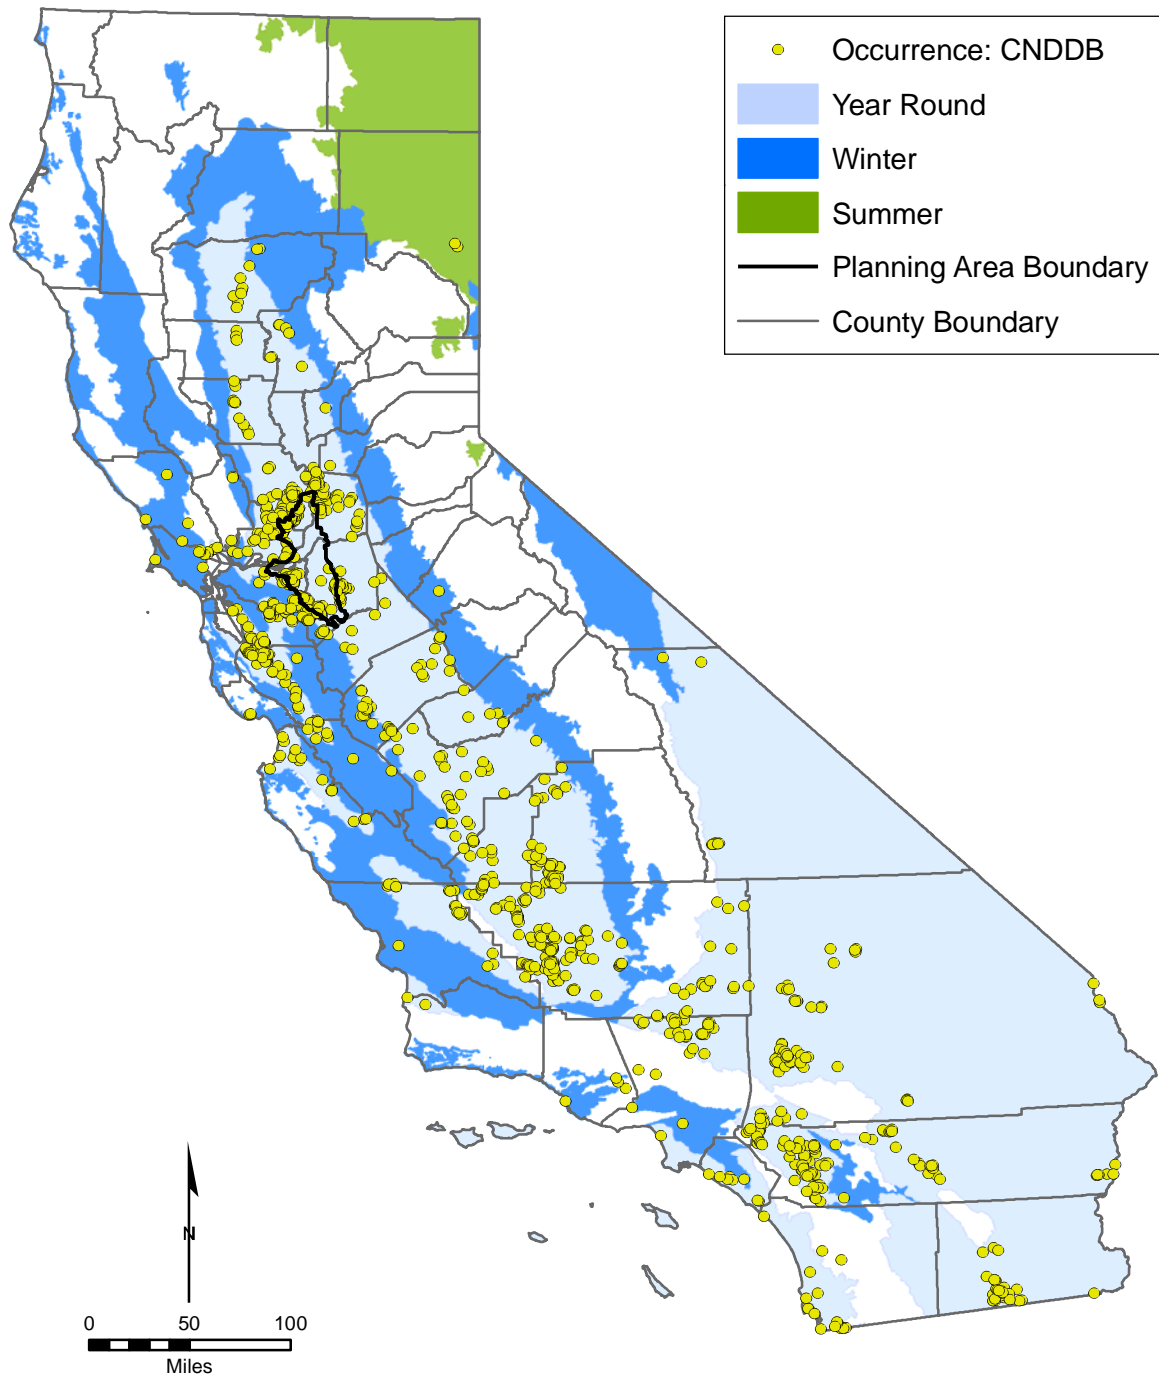 Occurrence: CNDDB
Year Round
Winter
Summer
Planning Area Boundary
County Boundary
N
0 50 100
Miles